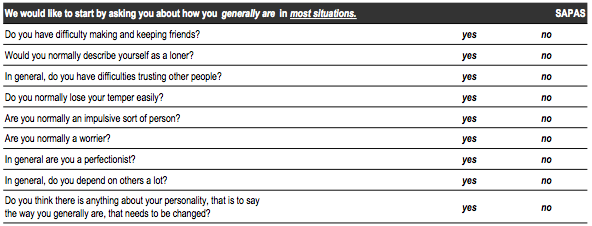 We would like to start by asking you about how you generally are in most situations. SAPAS
Do you have difficulty making and keeping friends? yes no
Would you normally describe yourself as a loner? yes no
In general, do you have difficulties trusting other people? yes no
Do you normally lose your temper easily? yes no
Are you normally an impulsive sort of person? yes no
Are you normally a worrier? yes no
In general are you a perfectionist? yes no
In general, do you depend on others a lot? yes no
Do you think there is anything about your personality, that is to say
the way you generally are, that needs to be changed? yes no